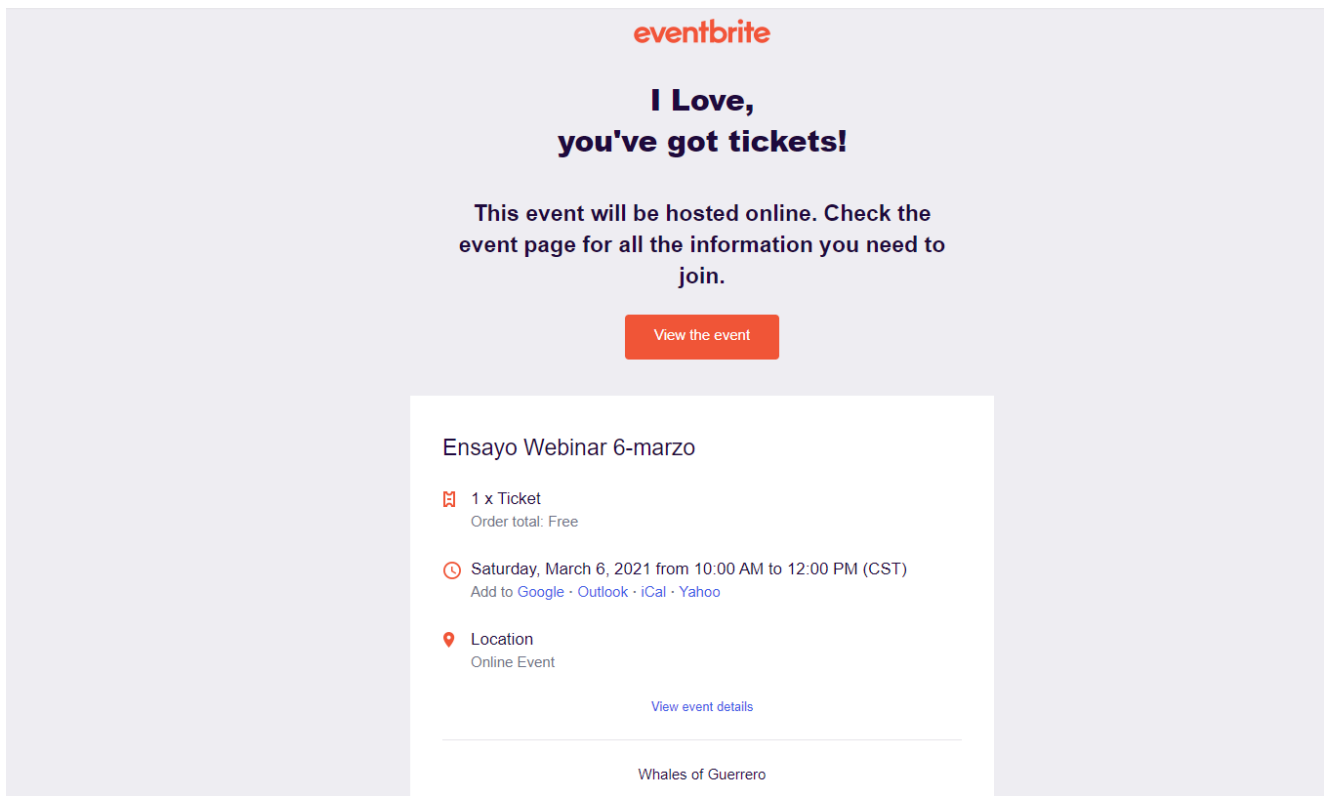 eventbrite
I Love,
you've got tickets!
This event will be hosted online. Check the
event page for all the information you need to
join.
View the event
Ensayo Webinar 6-marzo
1 x Ticket
Order total: Free
Saturday, March 6, 2021 from 10:00 AM to 12:00 PM (CST)
Add to Google · Outlook · iCal · Yahoo
Location
Online Event
View event details
Whales of Guerrero